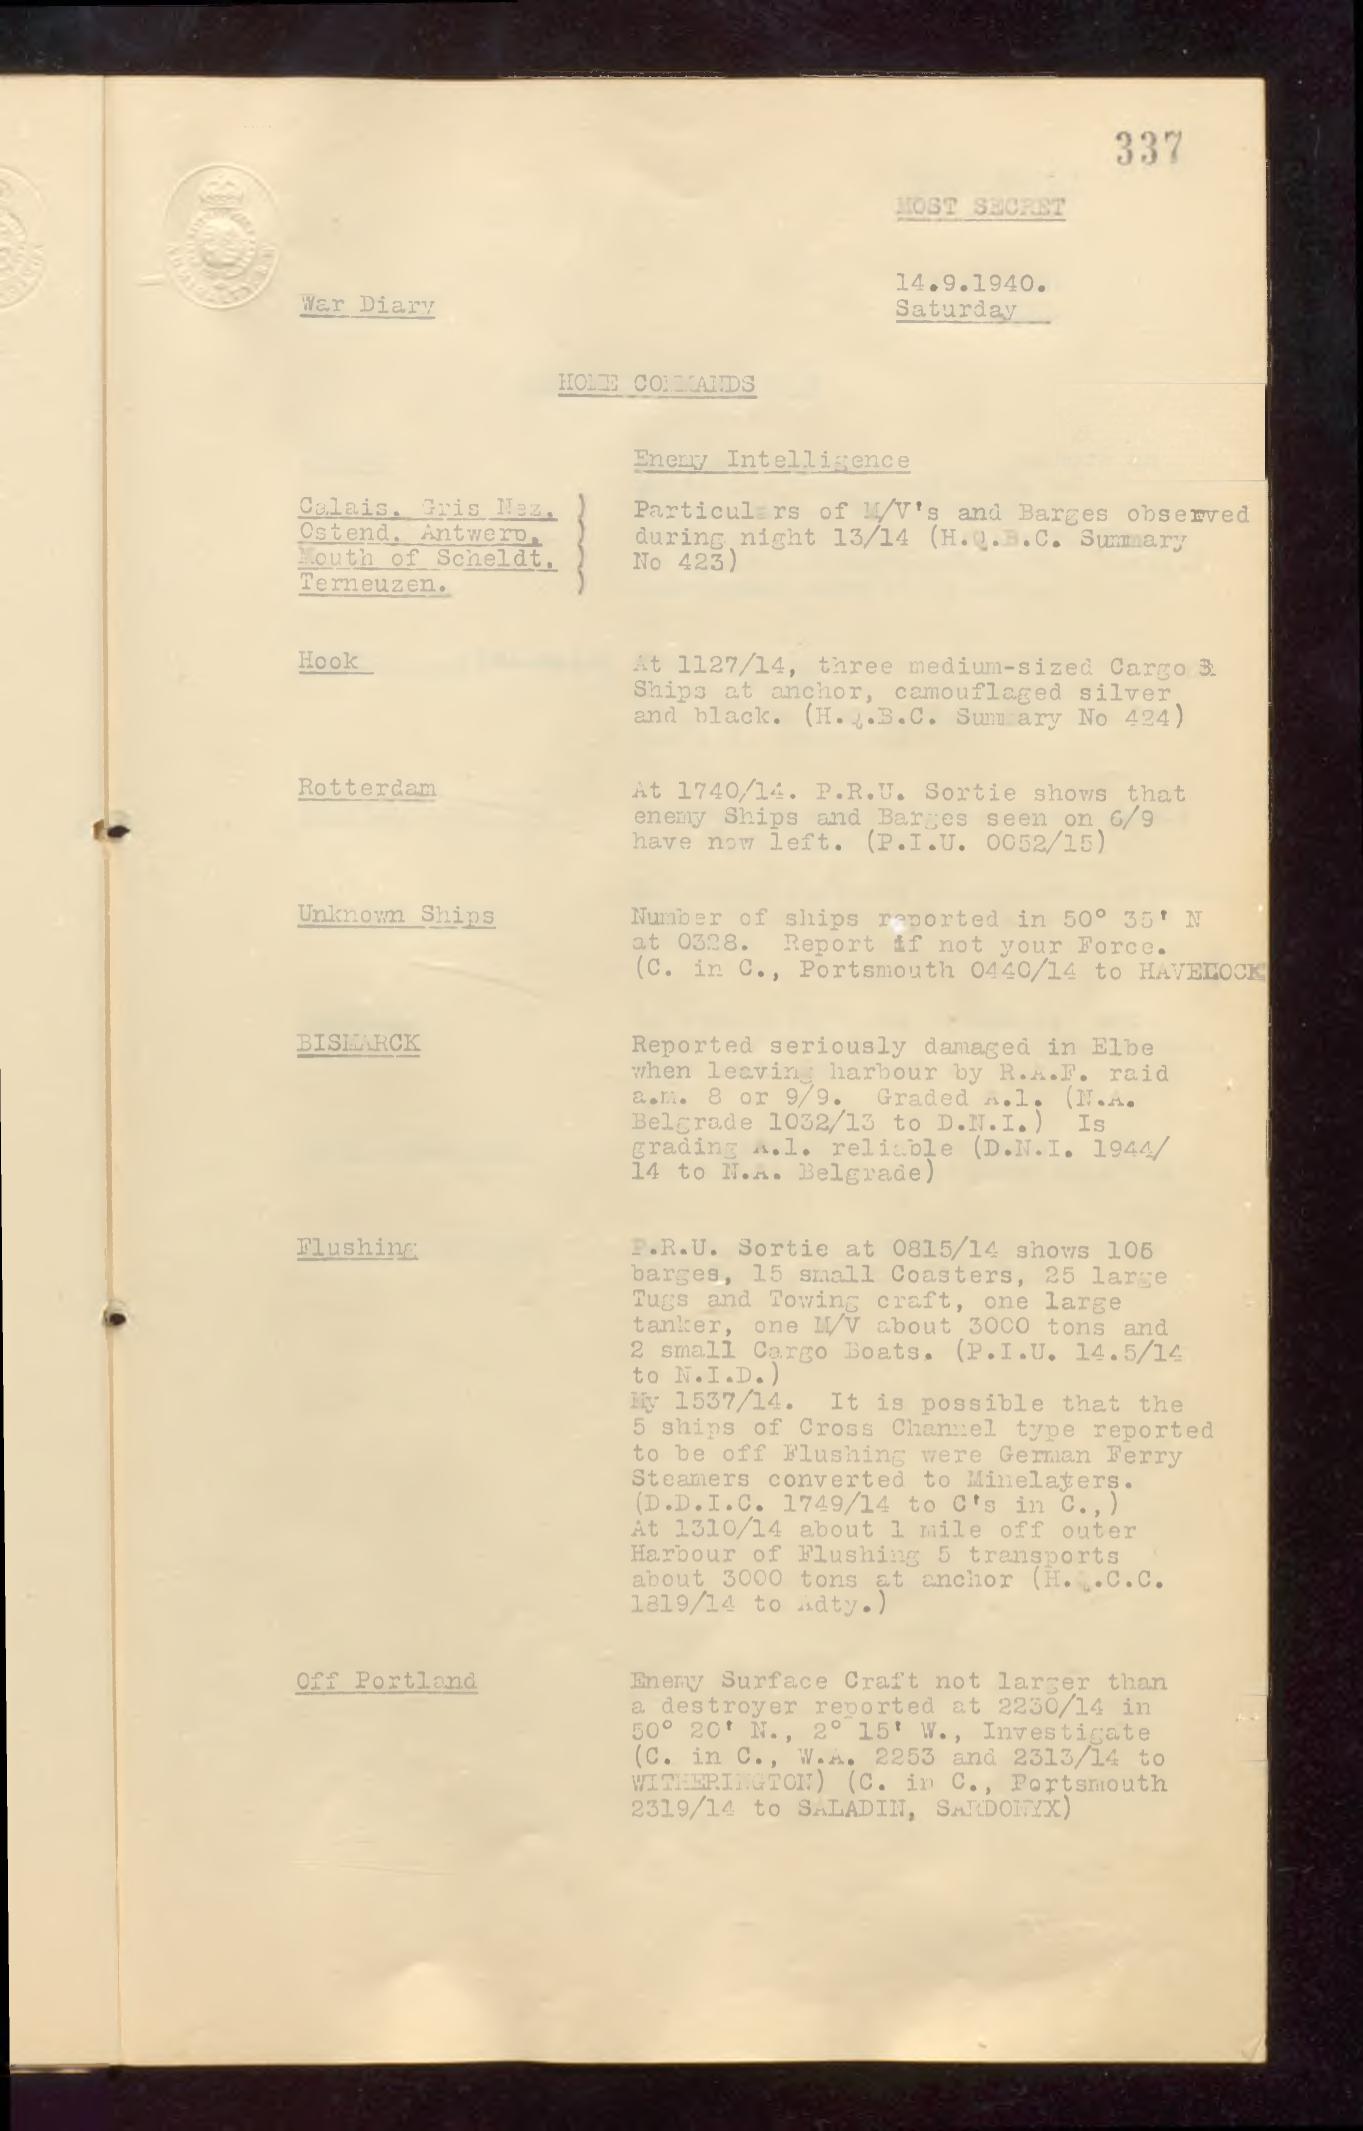 337
MOST SECRET
14.9.1940.
War Diary
Saturday
HOME COMMANDS
Enemy Intelligence
Calais. Gris Nez.
Ostend. Antwerp.
Mouth of Scheldt.
Terneuzen.
Particulars of M/V's and Barges observed
during night 13/14 (H.Q.B.C. Summary
No 423)
Hook
At 1127/14, three medium-sized Cargo
Ships at anchor, camouflaged silver
and black. (H.Q.B.C. Summary No 424)
Rotterdam
At 1740/14. P.R.U. Sortie shows that
enemy Ships and Barges seen on 6/9
have now left. (P.I.U. 0052/15)
Unknown Ships
Number of ships reported in 50° 35' N
at 0328. Report if not your Force.
(C. in C., Portsmouth 0440/14 to HAVELOCK
BISMARCK
Reported seriously damaged in Elbe
when leaving harbour by R.A.F. raid
a.m. 8 or 9/9. Graded A.1. (N.A.
Belgrade 1032/13 to D.N.I.) Is
grading A.1. reliable (D.N.I. 1944/
14 to N.A. Belgrade)
Flushing
P.R.U. Sortie at 0815/14 shows 106
barges, 15 small Coasters, 25 large
Tugs and Towing craft, one large
tanker, one M/V about 3000 tons and
2 small Cargo Boats. (P.I.U. 14.5/14
to N.I.D.)
My 1537/14. It is possible that the
5 ships of Cross Channel type reported
to be off Flushing were German Ferry
Steamers converted to Minelayers.
(D.D.I.C. 1749/14 to C's in C.,)
At 1310/14 about 1 mile off outer
Harbour of Flushing 5 transports
about 3000 tons at anchor (H.Q.C.C.
1819/14 to Adty.)
Off Portland
Enemy Surface Craft not larger than
a destroyer reported at 2230/14 in
50° 20' N., 2° 15' W., Investigate
(C. in C., W.A. 2253 and 2313/14 to
WITHERINGTON) (C. in C., Portsmouth
2319/14 to SALADIN, SARDONYX)